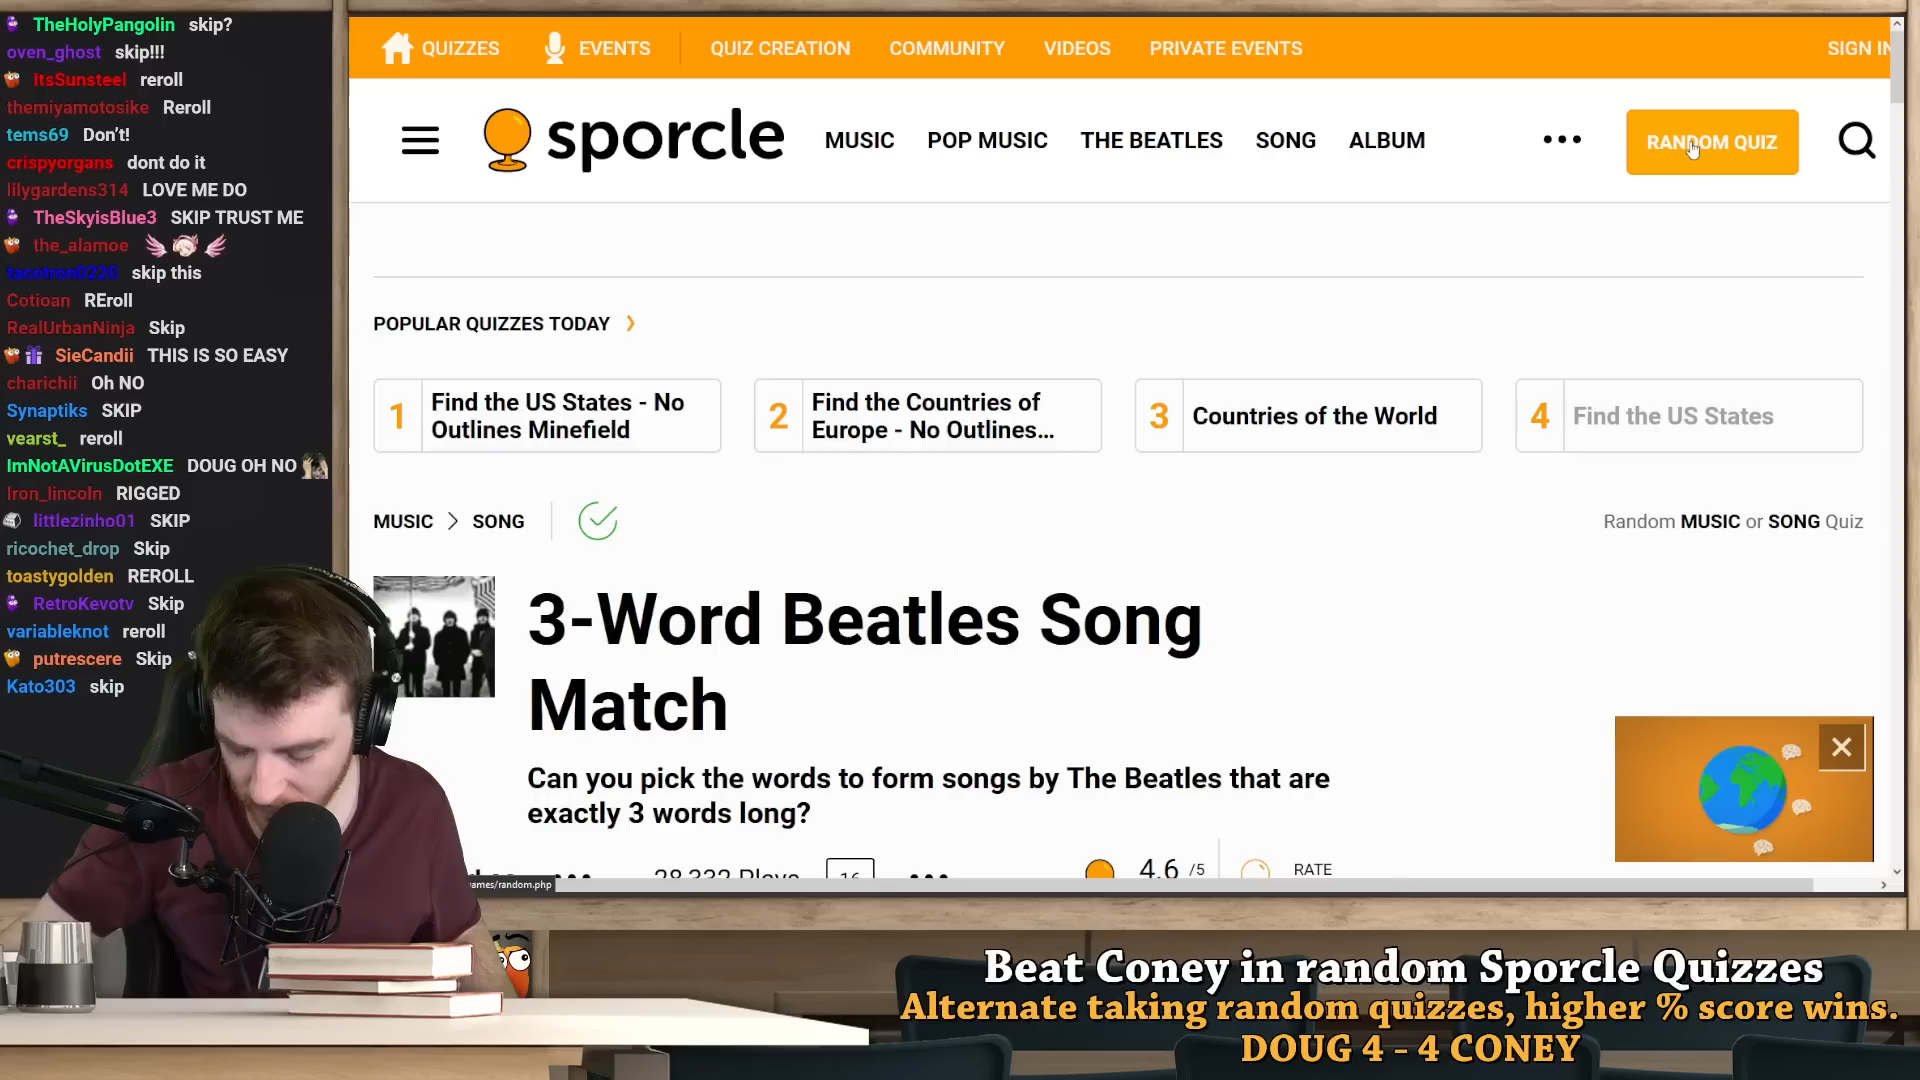 TheHolyPangolin skip?
oven_ghost skip!!!
ItsSunsteel reroll
themiyamotosike Reroll
tems69 Don't!
crispyorgans dont do it
lilygardens314 LOVE ME DO
TheSkyisBlue3 SKIP TRUST ME
the_alamoe
tacotron0220 skip this
Cotioan REroll
RealUrbanNinja Skip
SieCandii THIS IS SO EASY
charichii Oh NO
Synaptiks SKIP
vearst_ reroll
ImNotAVirusDotEXE DOUG OH NO
Iron_lincoln RIGGED
littlezinho01 SKIP
ricochet_drop Skip
toastygolden REROLL
RetroKevotv Skip
variableknot reroll
putrescere Skip
Kato303 skip
QUIZZES EVENTS QUIZ CREATION COMMUNITY VIDEOS PRIVATE EVENTS SIGN IN
sporcle MUSIC POP MUSIC THE BEATLES SONG ALBUM ••• RANDOM QUIZ
POPULAR QUIZZES TODAY
1 Find the US States - No Outlines Minefield
2 Find the Countries of Europe - No Outlines...
3 Countries of the World
4 Find the US States
MUSIC > SONG
Random MUSIC or SONG Quiz
3-Word Beatles Song
Match
Can you pick the words to form songs by The Beatles that are
exactly 3 words long?
28,332 Plays 16 4.6 /5 RATE
ames/random.php
Beat Coney in random Sporcle Quizzes
Alternate taking random quizzes, higher % score wins.
DOUG 4 - 4 CONEY